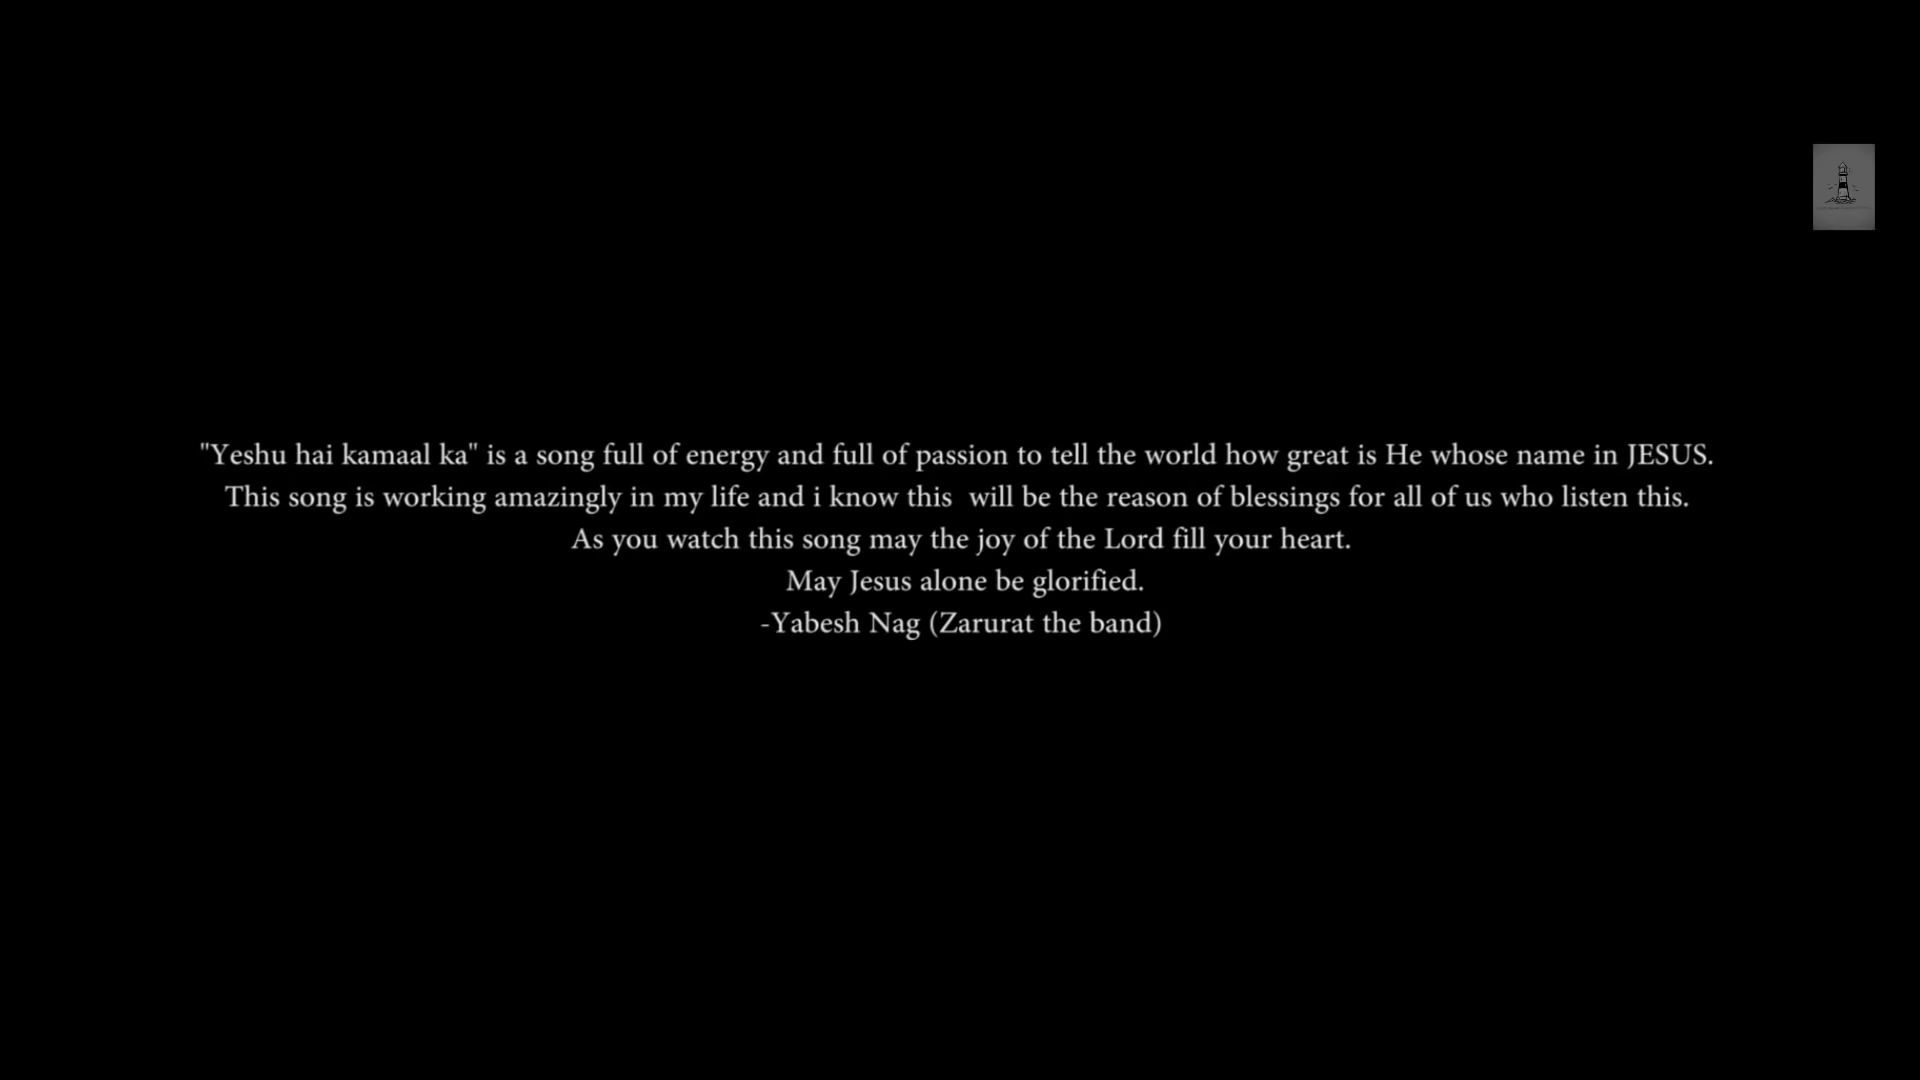 "Yeshu hai kamaal ka" is a song full of energy and full of passion to tell the world how great is He whose name in JESUS.
This song is working amazingly in my life and i know this  will be the reason of blessings for all of us who listen this.
As you watch this song may the joy of the Lord fill your heart.
May Jesus alone be glorified.
-Yabesh Nag (Zarurat the band)